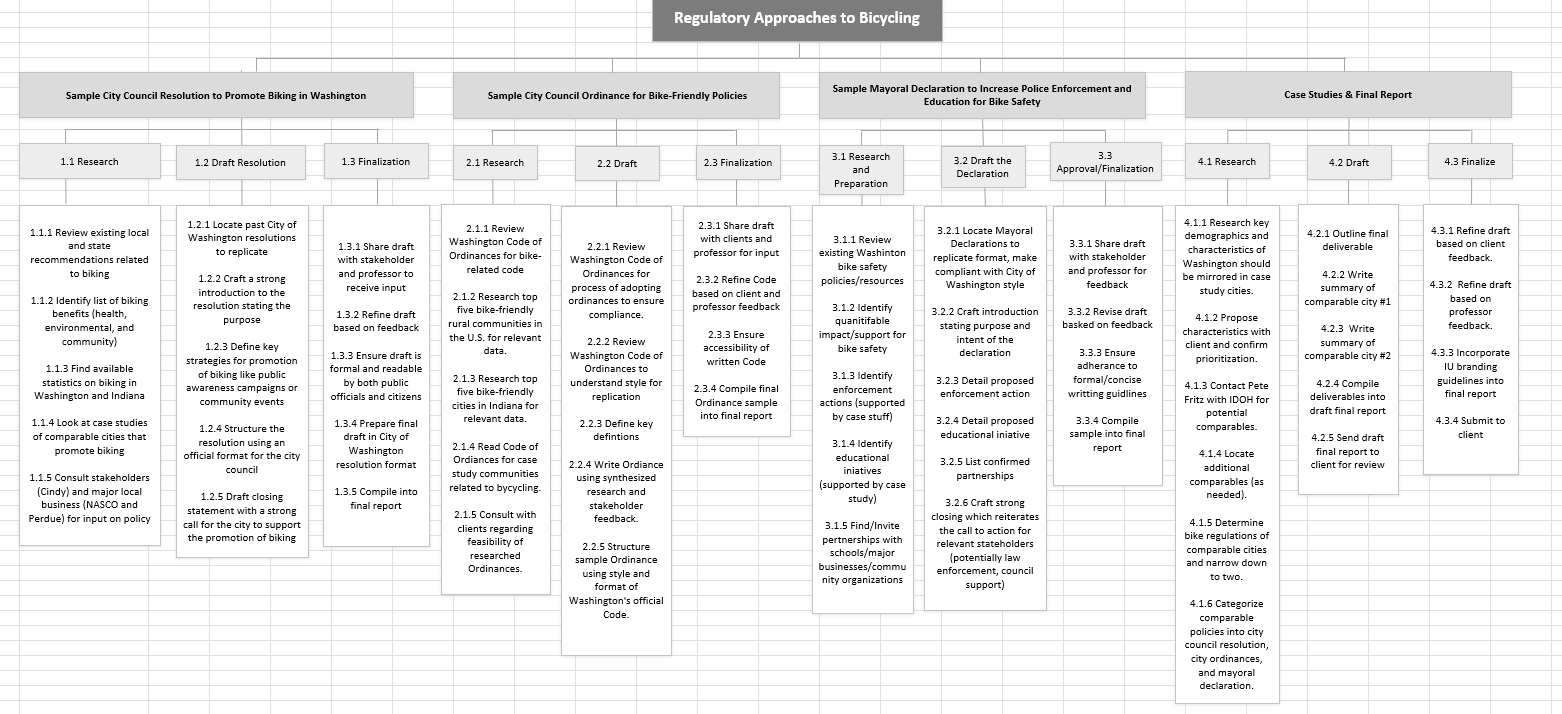 Regulatory Approaches to Bicycling
Sample City Council Resolution to Promote Biking in Washington
1.1 Research
1.1.1 Review existing local
and state
recommendations related
to biking
1.1.2 Identify list of biking
benefits (health,
environmental, and
community)
1.1.3 Find available
statistics on biking in
Washington and Indiana
1.1.4 Look at case studies
of comparable cities that
promote biking
1.1.5 Consult stakeholders
(Cindy) and major local
business (NASCO and
Perdue) for input on policy
1.2 Draft Resolution
1.2.1 Locate past City of
Washington resolutions
to replicate
1.2.2 Craft a strong
introduction to the
resolution stating the
purpose
1.2.3 Define key
strategies for promotion
of biking like public
awareness campaigns or
community events
1.2.4 Structure the
resolution using an
official format for the city
council
1.2.5 Draft closing
statement with a strong
call for the city to support
the promotion of biking
1.3 Finalization
1.3.1 Share draft
with stakeholder
and professor to
receive input
1.3.2 Refine draft
based on feedback
1.3.3 Ensure draft is
formal and readable
by both public
officials and citizens
1.3.4 Prepare final
draft in City of
Washington
resolution format
1.3.5 Compile into
final report
Sample City Council Ordinance for Bike-Friendly Policies
2.1 Research
2.1.1 Review
Washington Code of
Ordinances for bike-
related code
2.1.2 Research top
five bike-friendly
rural communities in
the U.S. for relevant
data.
2.1.3 Research top
five bike-friendly
cities in Indiana for
relevant data.
2.1.4 Read Code of
Ordiances for case
study communities
related to bycycling.
2.1.5 Consult with
clients regarding
feasibility of
researched
Ordinances.
2.2 Draft
2.2.1 Review
Washington Code of
Ordinances for
process of adopting
ordinances to ensure
compliance.
2.2.2 Review
Washington Code of
Ordinances to
understand style for
replication
2.2.3 Define key
defintions
2.2.4 Write Ordiance
using synthesized
research and
stakeholder
feedback.
2.2.5 Structure
sample Ordinance
using style and
format of
Washington's official
Code.
2.3 Finalization
2.3.1 Share draft
with clients and
professor for input
2.3.2 Refine Code
based on client and
professor feedback
2.3.3 Ensure
accessibility of
written Code
2.3.4 Compile final
Ordinance sample
into final report
Sample Mayoral Declaration to Increase Police Enforcement and
Education for Bike Safety
3.1 Research
and
Preparation
3.1.1 Review
existing Washinton
bike safety
policies/resources
3.1.2 Identify
quanitifable
impact/support for
bike safety
3.1.3 Identify
enforcement
actions (supported
by case stuff)
3.1.4 Identify
educational
iniatives
(supported by case
study)
3.1.5 Find/Invite
pertnerships with
schools/major
businesses/commu
nity organizations
3.2 Draft the
Declaration
3.2.1 Locate Mayoral
Declarations to
replicate format, make
compliant with City of
Washington style
3.2.2 Craft introduction
stating purpose and
intent of the
declaration
3.2.3 Detail proposed
enforcement action
3.2.4 Detail proposed
educational iniative
3.2.5 List confirmed
partnerships
3.2.6 Craft strong
closing which reiterates
the call to action for
relevant stateholders
(potentially law
enforcement, council
support)
3.3
Approval/Finalization
3.3.1 Share draft
with stakeholder
and professor for
feedback
3.3.2 Revise draft
basked on feedback
3.3.3 Ensure
adherence to
formal/concise
writting guidlines
3.3.4 Compile
sample into final
report
Case Studies & Final Report
4.1 Research
4.1.1 Research key
demographics and
characteristics of
Washington should
be mirrored in case
study cities.
4.1.2 Propose
characteristics with
client and confirm
prioritization.
4.1.3 Contact Pete
Fritz with IDOH for
potential
comparables.
4.1.4 Locate
additional
comparables (as
needed).
4.1.5 Determine
bike regulations of
comparable cities
and narrow down
to two.
4.1.6 Categorize
comparable
policies into city
council resolution,
city ordinances,
and mayoral
declaration.
4.2 Draft
4.2.1 Outline final
deliverable
4.2.2 Write
summary of
comparable city #1
4.2.3 Write
summary of
comparable city #2
4.2.4 Compile
deliverables into
draft final report
4.2.5 Send draft
final report to
client for review
4.3 Finalize
4.3.1 Refine draft
based on client
feedback.
4.3.2 Refine draft
based on
professor
feedback.
4.3.3 Incorporate
IU branding
guidelines into
final report
4.3.4 Submit to
client